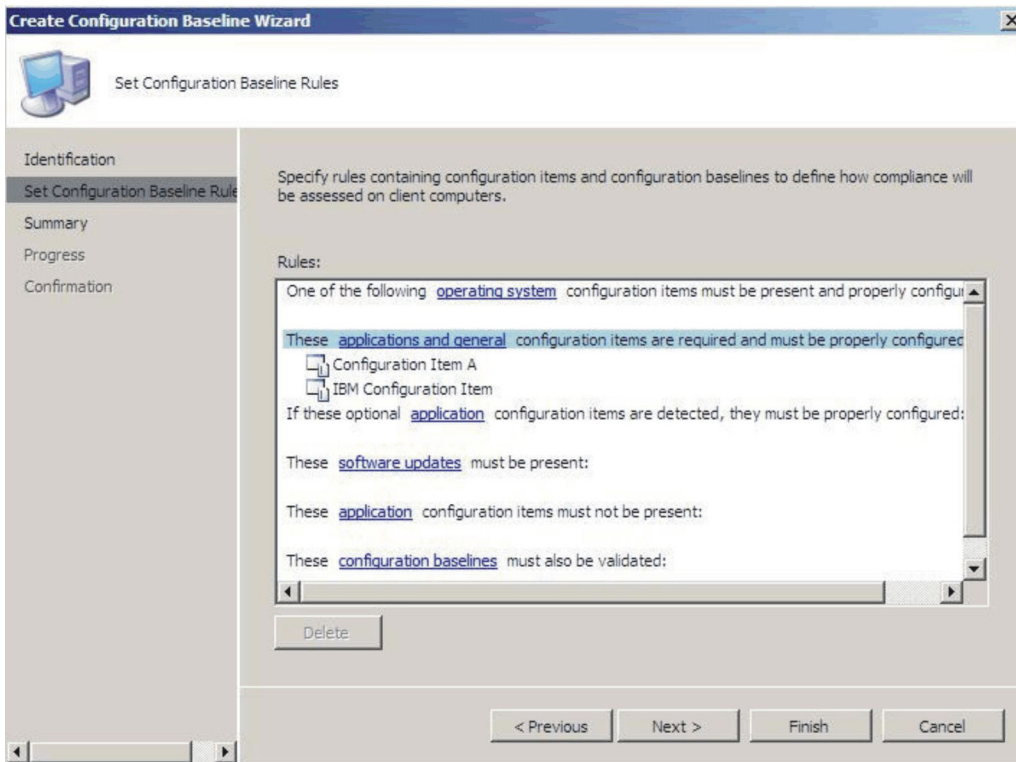 Create Configuration Baseline Wizard
Set Configuration Baseline Rules
Identification
Set Configuration Baseline Rule
Summary
Progress
Confirmation
Specify rules containing configuration items and configuration baselines to define how compliance will
be assessed on client computers.
Rules:
One of the following operating system configuration items must be present and properly configu
These applications and general configuration items are required and must be properly configured
Configuration Item A
IBM Configuration Item
If these optional application configuration items are detected, they must be properly configured:
These software updates must be present:
These application configuration items must not be present:
These configuration baselines must also be validated:
Delete
< Previous
Next >
Finish
Cancel